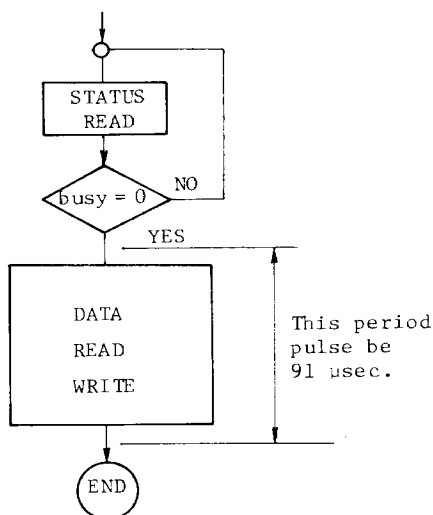 STATUS
READ
busy = 0
NO
YES
DATA
READ
WRITE
This period
pulse be
91 μsec.
END